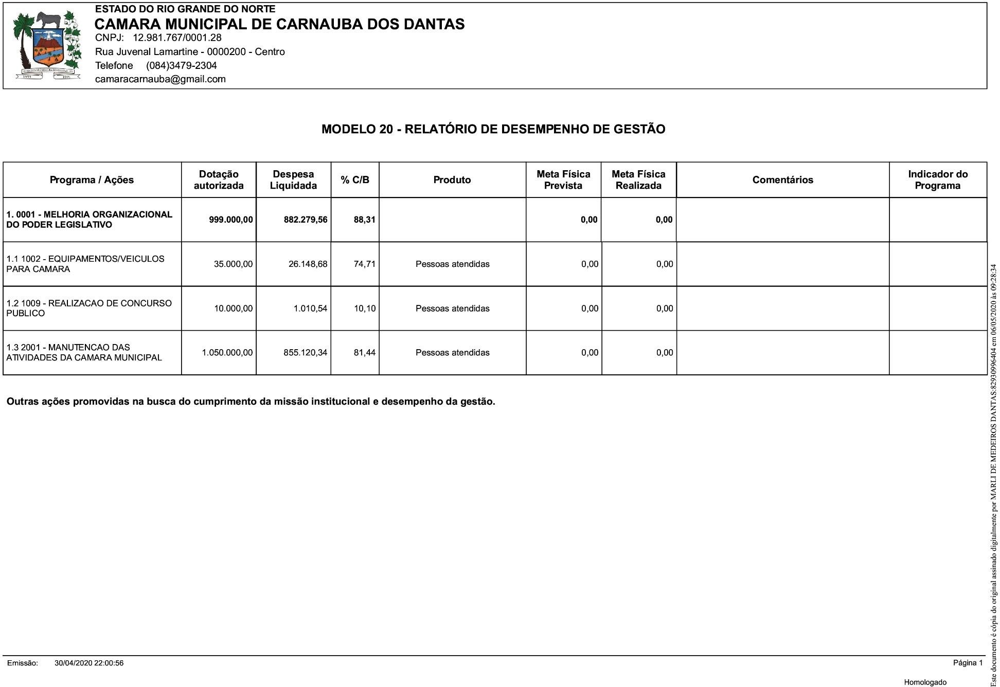 ESTADO DO RIO GRANDE DO NORTE
CAMARA MUNICIPAL DE CARNAUBA DOS DANTAS
CNPJ: 12.981.767/0001.28
Rua Juvenal Lamartine - 0000200 - Centro
Telefone (084)3479-2304
camaracarnauba@gmail.com
1953 1971
MODELO 20 - RELATÓRIO DE DESEMPENHO DE GESTÃO
Programa / Ações Dotação autorizada Despesa Liquidada % C/B Produto Meta Física Prevista Meta Física Realizada Comentários Indicador do Programa
1. 0001 - MELHORIA ORGANIZACIONAL
DO PODER LEGISLATIVO 999.000,00 882.279,56 88,31 0,00 0,00
1.1 1002 - EQUIPAMENTOS/VEICULOS
PARA CAMARA 35.000,00 26.148,68 74,71 Pessoas atendidas 0,00 0,00
1.2 1009 - REALIZACAO DE CONCURSO
PUBLICO 10.000,00 1.010,54 10,10 Pessoas atendidas 0,00 0,00
1.3 2001 - MANUTENCAO DAS
ATIVIDADES DA CAMARA MUNICIPAL 1.050.000,00 855.120,34 81,44 Pessoas atendidas 0,00 0,00
Outras ações promovidas na busca do cumprimento da missão institucional e desempenho da gestão.
Emissão: 30/04/2020 22:00:56 Página 1
Homologado
Este documento é cópia do original assinado digitalmente por MARLI DE MEDEIROS DANTAS:82930996404 em 06/05/2020 às 09:28:34